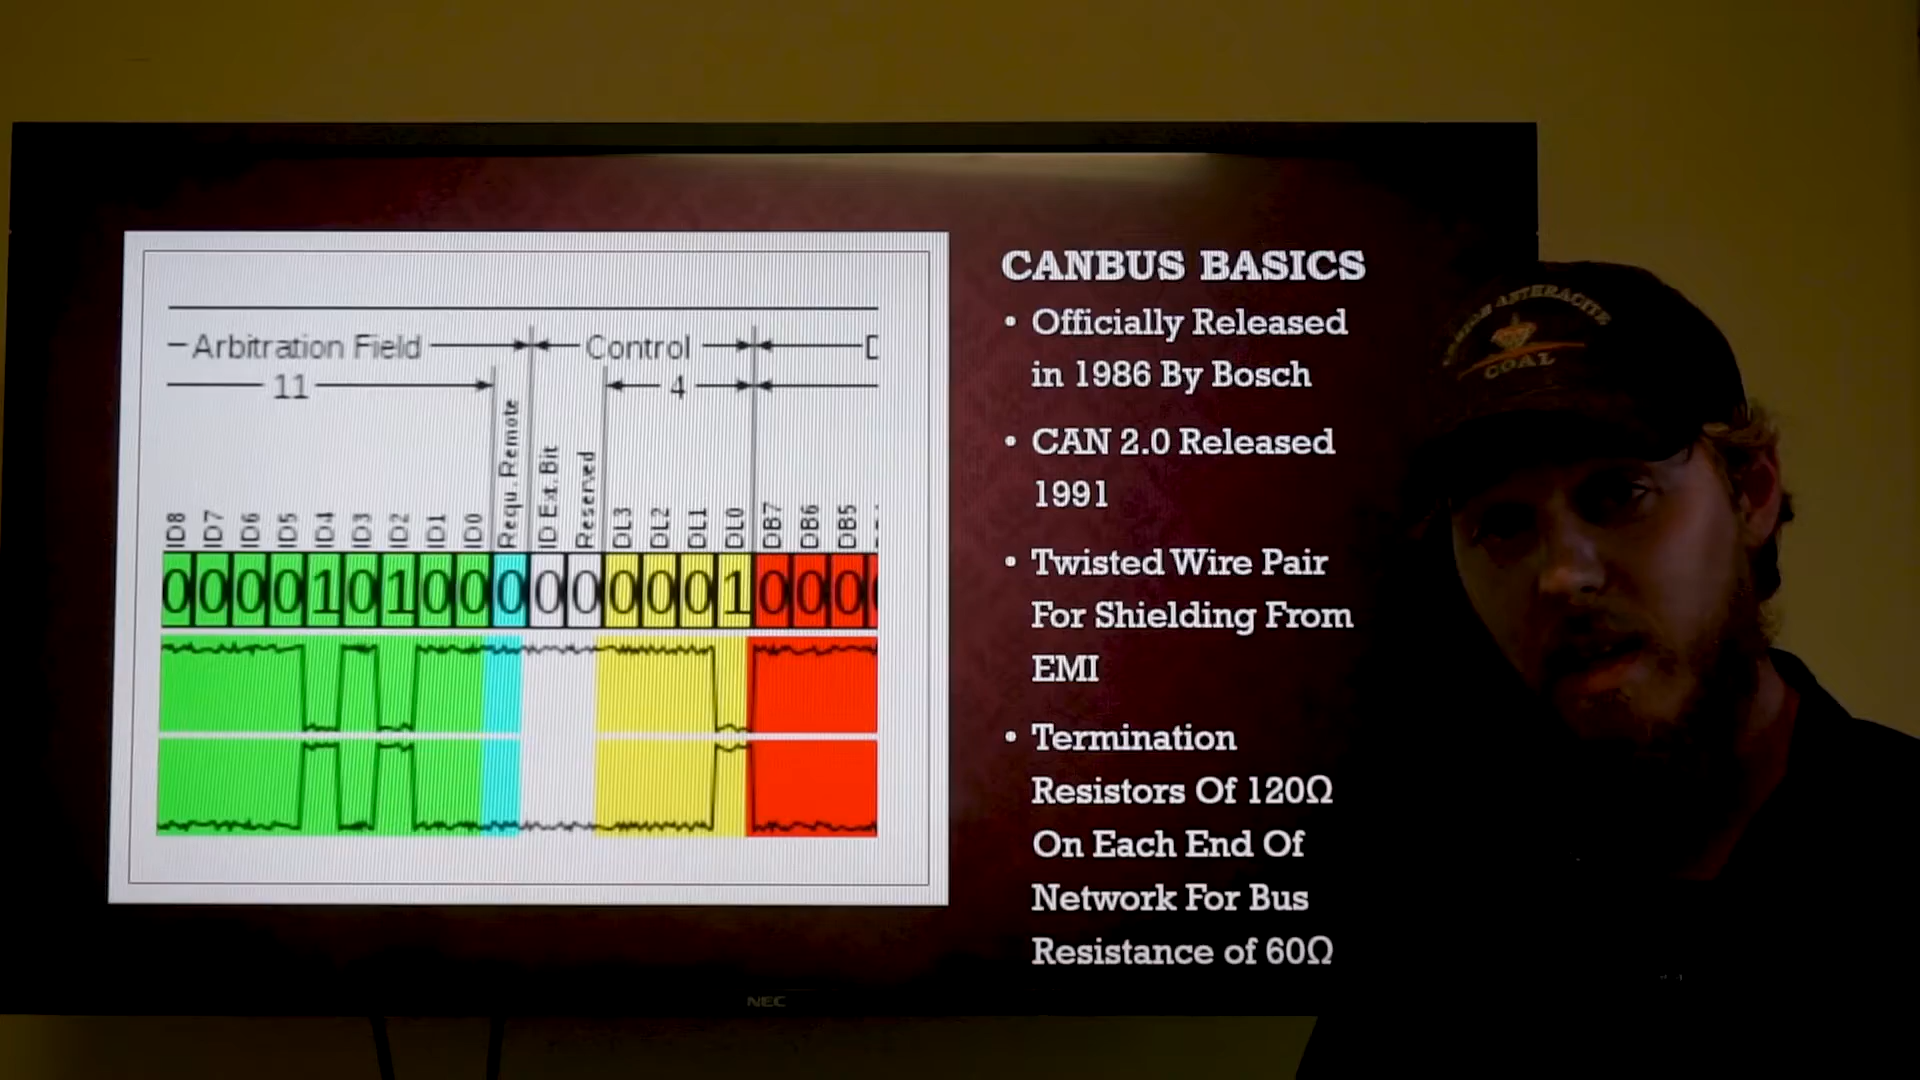 Arbitration Field
Control
D
11
4
ID8
ID7
ID6
ID5
ID4
ID3
ID2
ID1
ID0
Requ. Remote
ID Ext. Bit
Reserved
DL3
DL2
DL1
DL0
DB7
DB6
DB5
0 0 0 0 1 0 1 0 0 0 0 0 0 0 0 1 0 0 0
CANBUS BASICS
• Officially Released
in 1986 By Bosch
• CAN 2.0 Released
1991
• Twisted Wire Pair
For Shielding From
EMI
• Termination
Resistors Of 120Ω
On Each End Of
Network For Bus
Resistance of 60Ω
ANTHRACITE
COAL
NEC